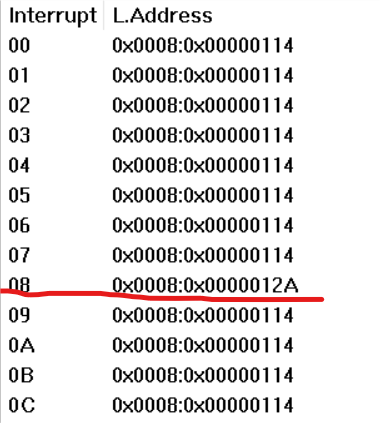 Interrupt L.Address
00 0x0008:0x00000114
01 0x0008:0x00000114
02 0x0008:0x00000114
03 0x0008:0x00000114
04 0x0008:0x00000114
05 0x0008:0x00000114
06 0x0008:0x00000114
07 0x0008:0x00000114
08 0x0008:0x0000012A
09 0x0008:0x00000114
0A 0x0008:0x00000114
0B 0x0008:0x00000114
0C 0x0008:0x00000114